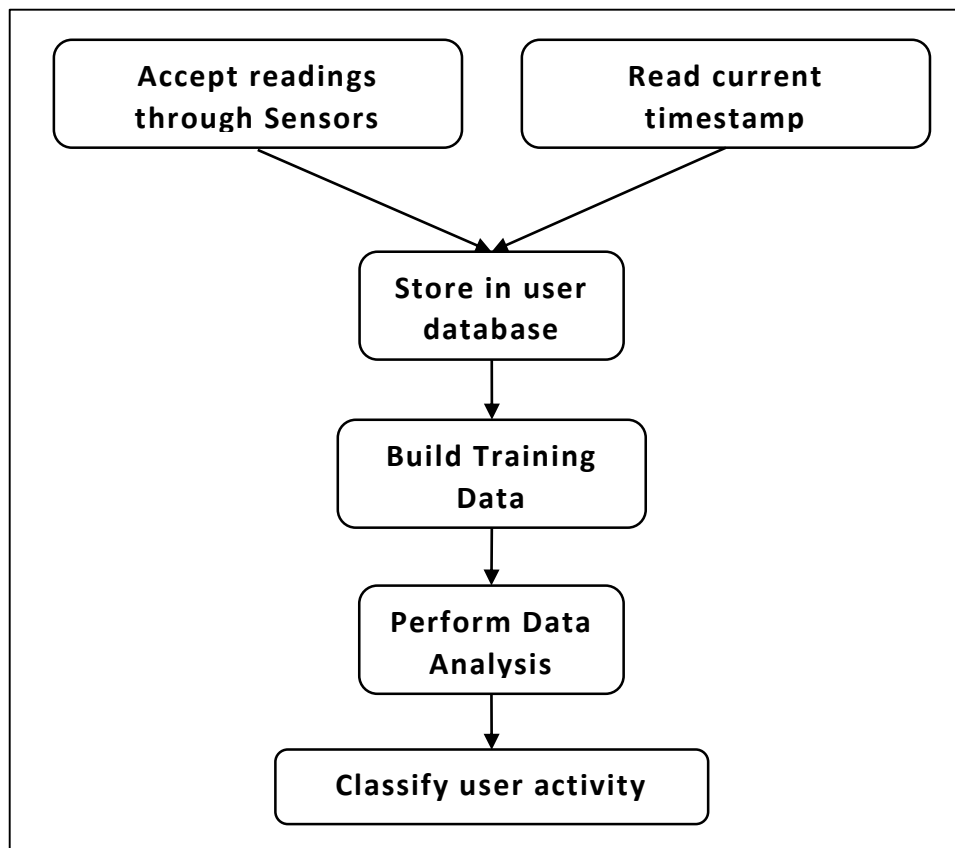 Accept readings
through Sensors
Read current
timestamp
Store in user
database
Build Training
Data
Perform Data
Analysis
Classify user activity